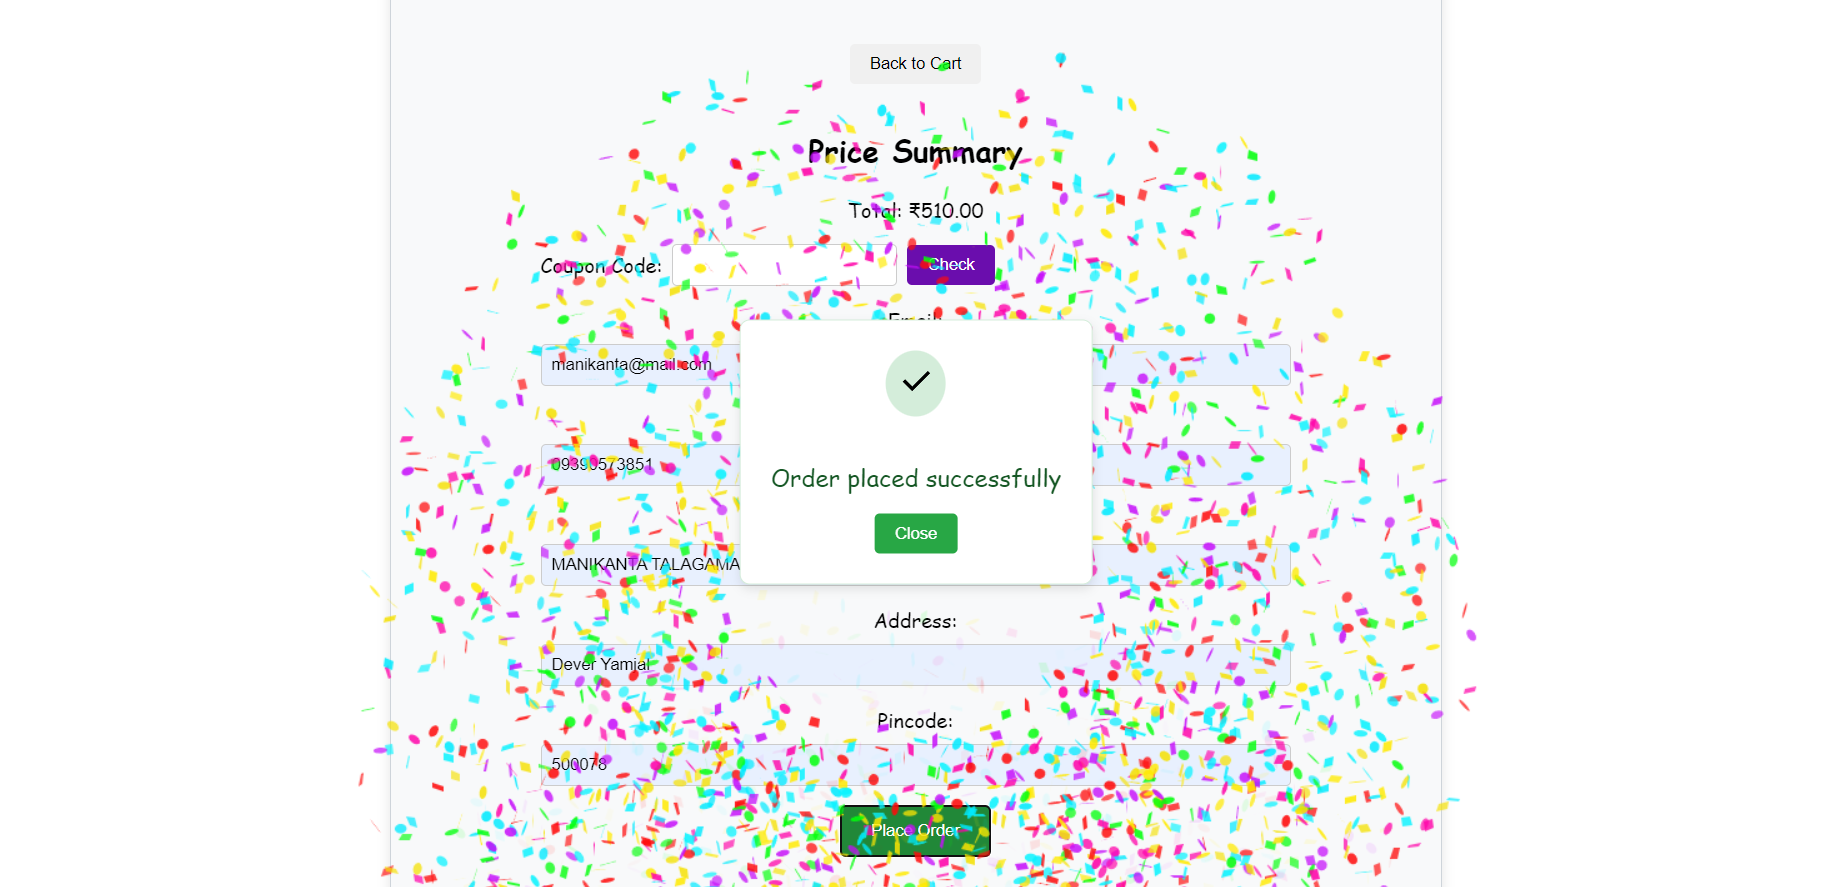 Back to Cart
Price Summary
Total: ₹510.00
Coupon Code:
Check
Email:
manikanta@mail.com
09390573851
MANIKANTA TALAGAMA
Order placed successfully
Close
Address:
Dever Yamjal
Pincode:
500078
Place Order